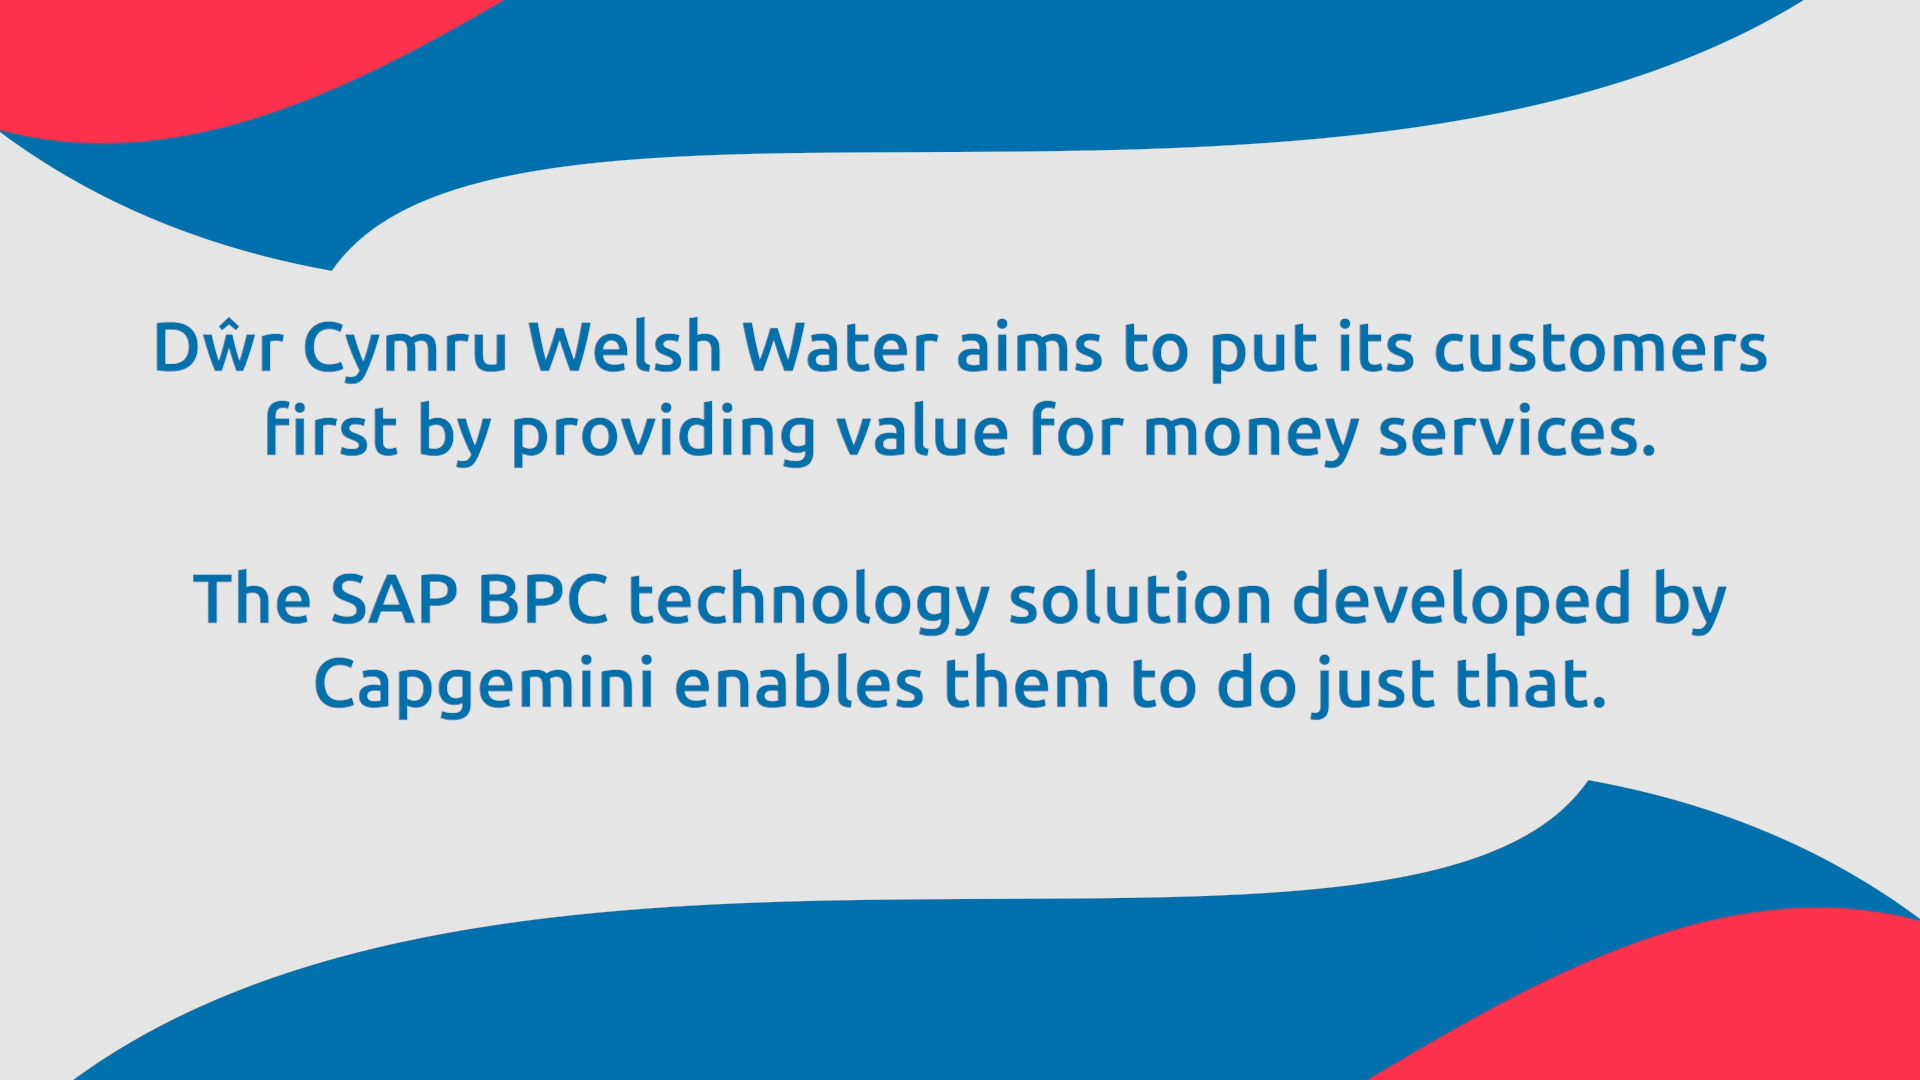 Dŵr Cymru Welsh Water aims to put its customers
first by providing value for money services.
The SAP BPC technology solution developed by
Capgemini enables them to do just that.